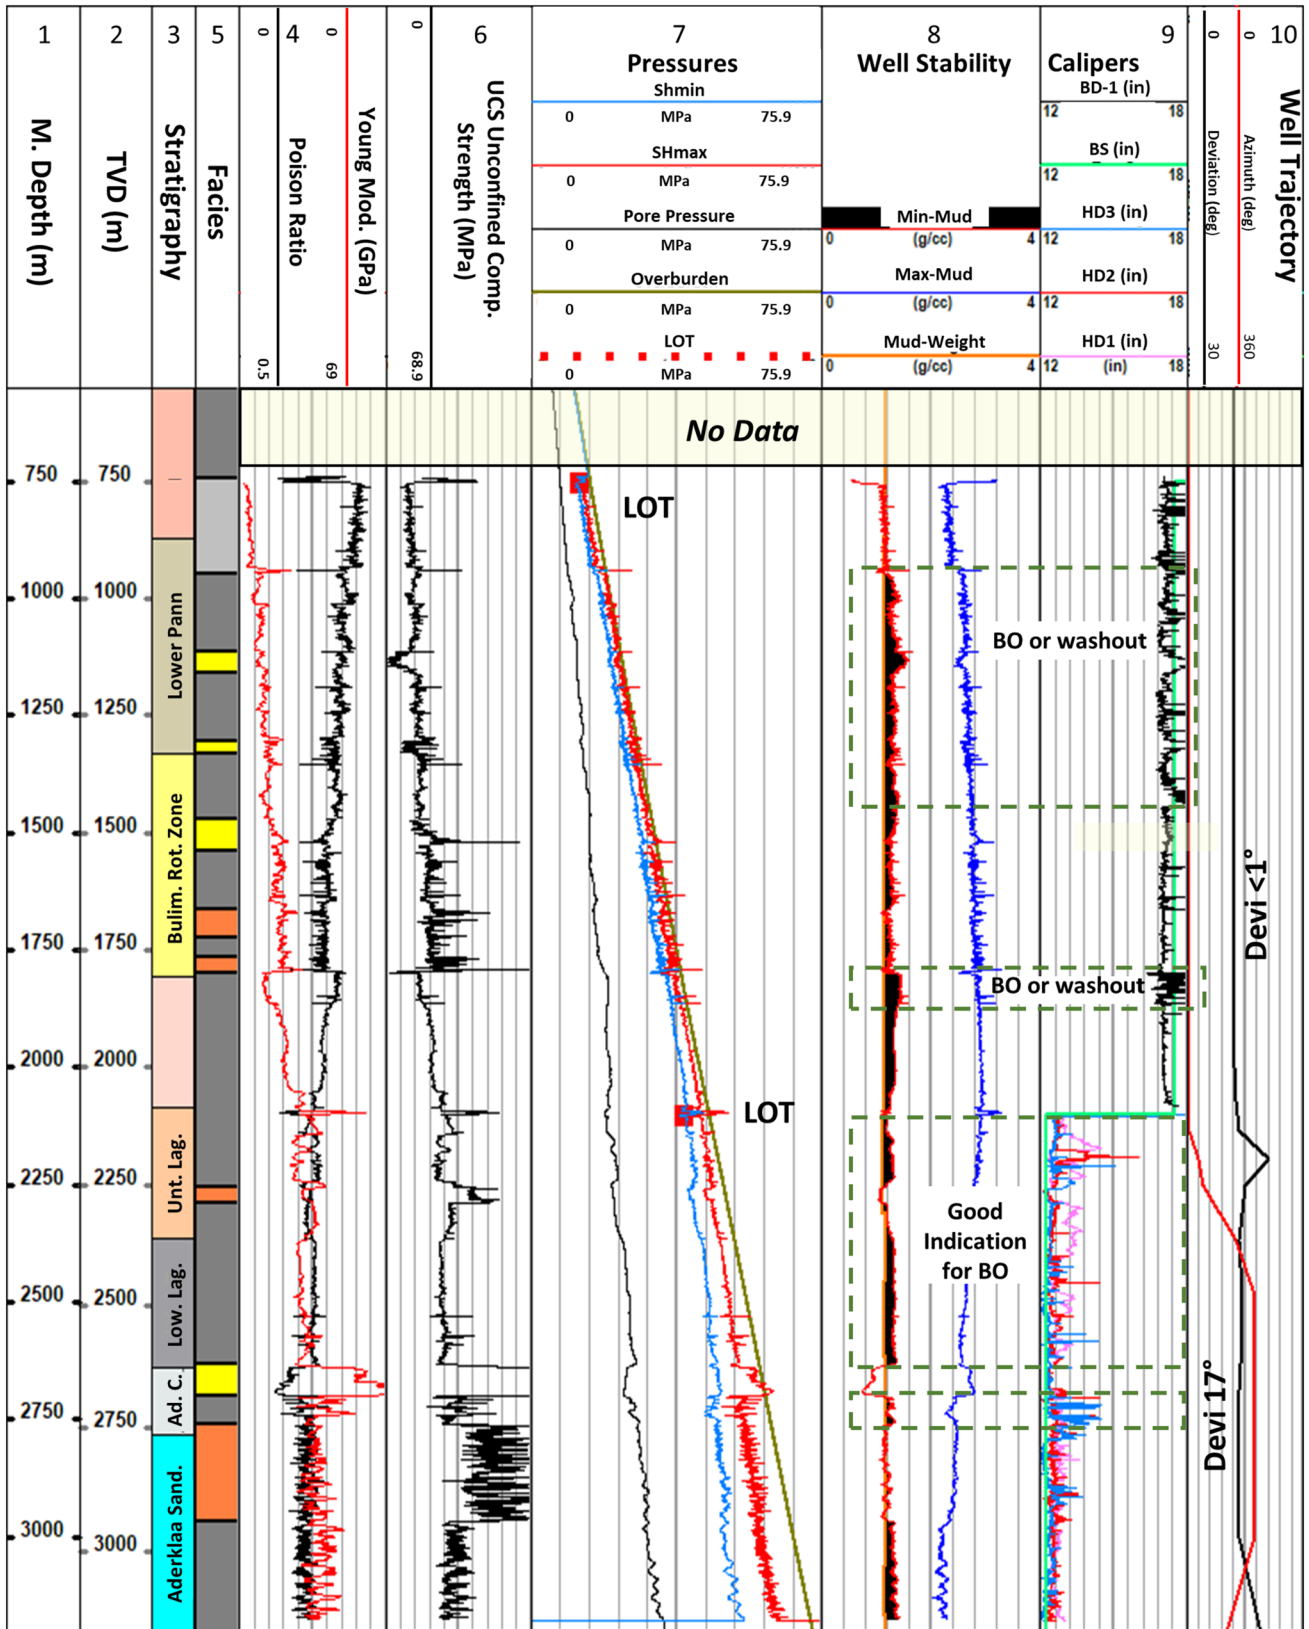 1
2
3
5
0
4
0
0
6
7
8
9
0
0
10
M. Depth (m)
TVD (m)
Stratigraphy
Facies
Poison Ratio
0.5
Young Mod. (GPa)
69
UCS Unconfined Comp.
Strength (MPa)
68.9
Pressures
Shmin
0 MPa 75.9
SHmax
0 MPa 75.9
Pore Pressure
0 MPa 75.9
Overburden
0 MPa 75.9
LOT
0 MPa 75.9
Well Stability
Min-Mud
0 (g/cc) 4
Max-Mud
0 (g/cc) 4
Mud-Weight
0 (g/cc) 4
Calipers
BD-1 (in)
12 18
BS (in)
12 18
HD3 (in)
12 18
HD2 (in)
12 18
HD1 (in)
12 (in) 18
Deviation (deg)
30
Azimuth (deg)
360
Well Trajectory
No Data
750 750
LOT
1000 1000
Lower Pann
BO or washout
1250 1250
1500 1500
Bulim. Rot. Zone
Devi <1°
1750 1750
BO or washout
2000 2000
LOT
Unt. Lag.
2250 2250
Good
Indication
for BO
Low. Lag.
2500 2500
Ad. C.
Devi 17°
2750 2750
Aderklaa Sand.
3000 3000